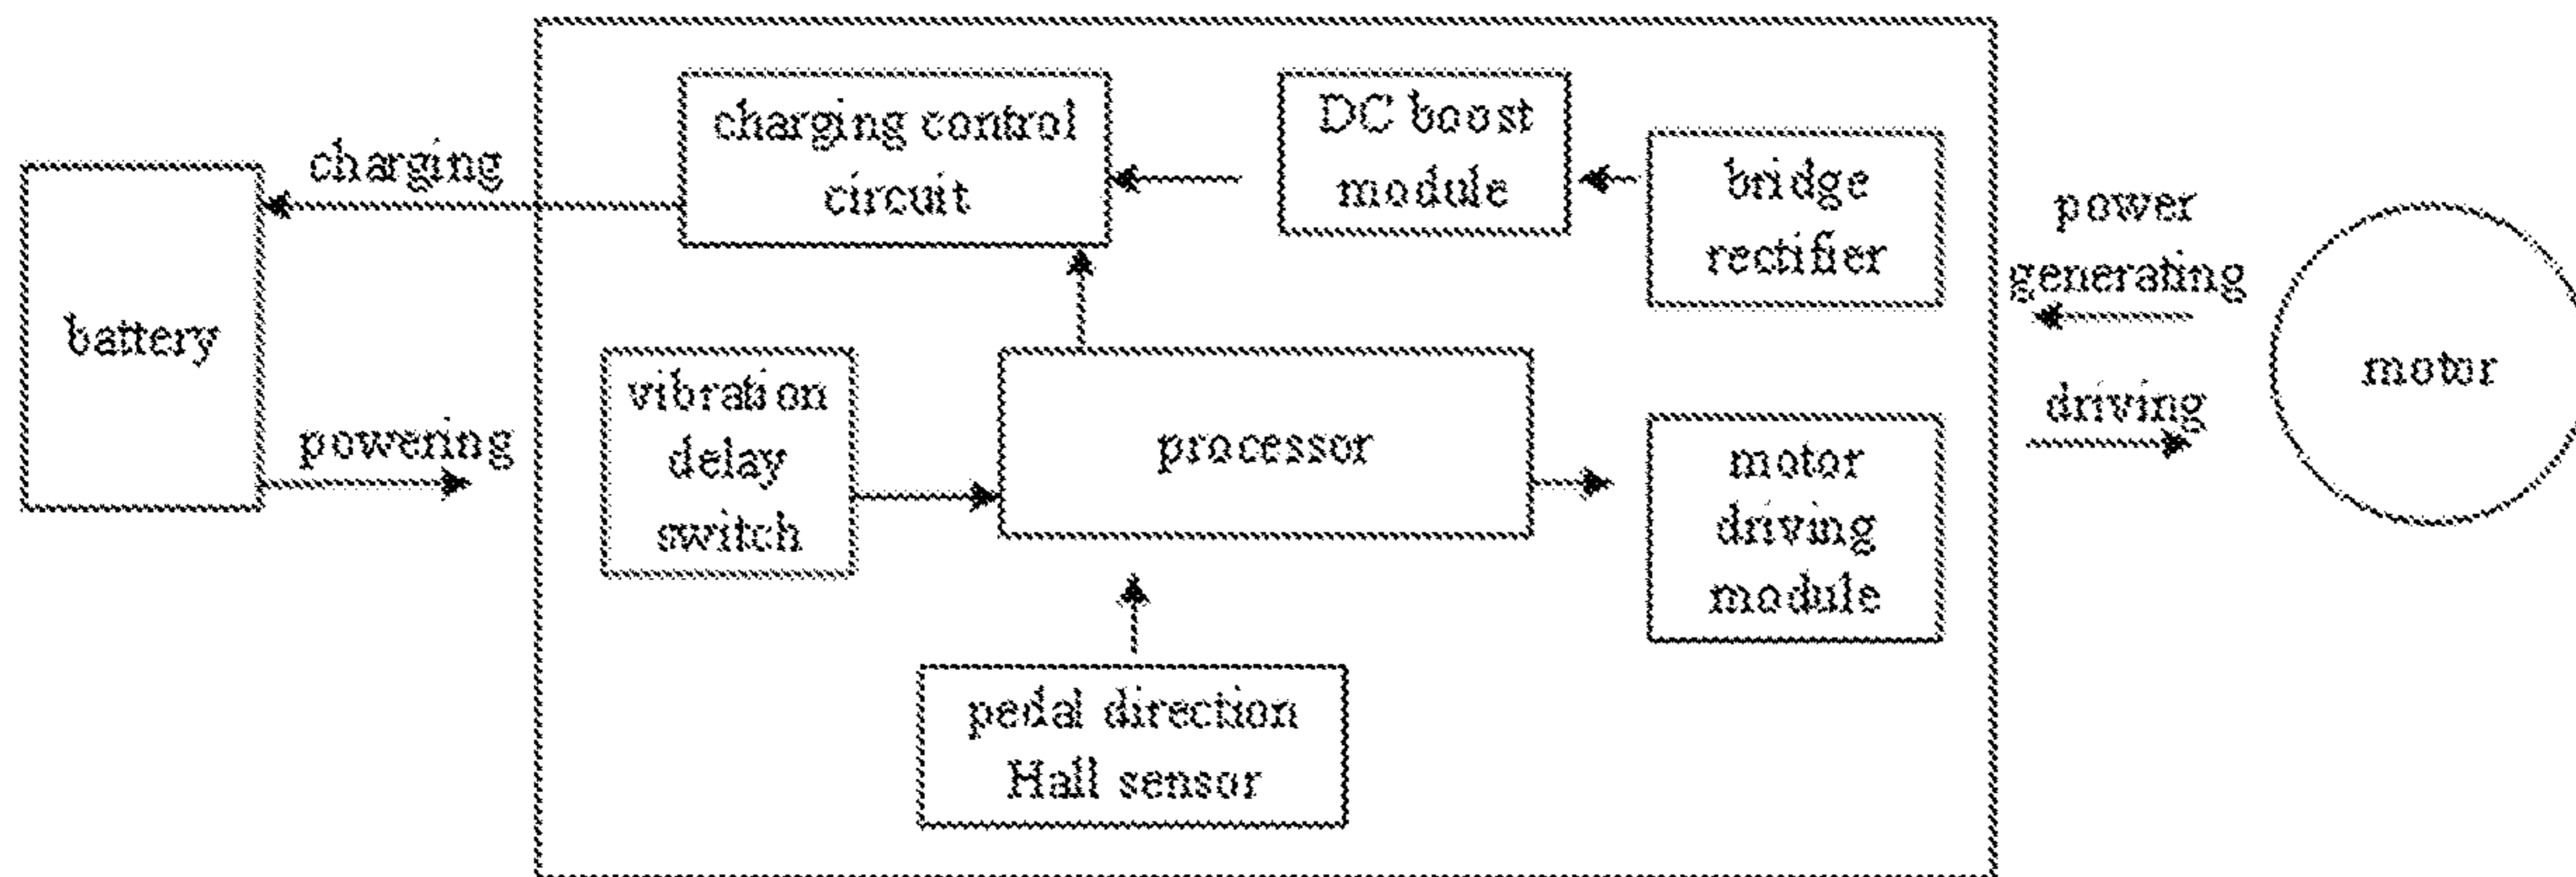 charging control
circuit
DC boost
module
bridge
rectifier
charging
battery
powering
vibration
delay
switch
processor
motor
driving
module
pedal direction
Hall sensor
power
generating
driving
motor